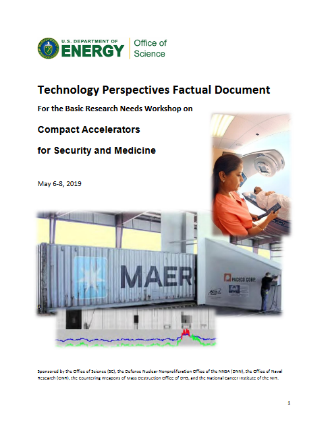 U.S. DEPARTMENT OF
ENERGY
Office of
Science
Technology Perspectives Factual Document
For the Basic Research Needs Workshop on
Compact Accelerators
for Security and Medicine
May 6-8, 2019
MAER
Sponsored by the Office of Science (SC), the Defense Nuclear Nonproliferation Office of the NNSA (DNN), the Office of Naval
Research (ONR), the Countering Weapons of Mass Destruction Office of DHS, and the National Cancer Institute of the NIH.
1